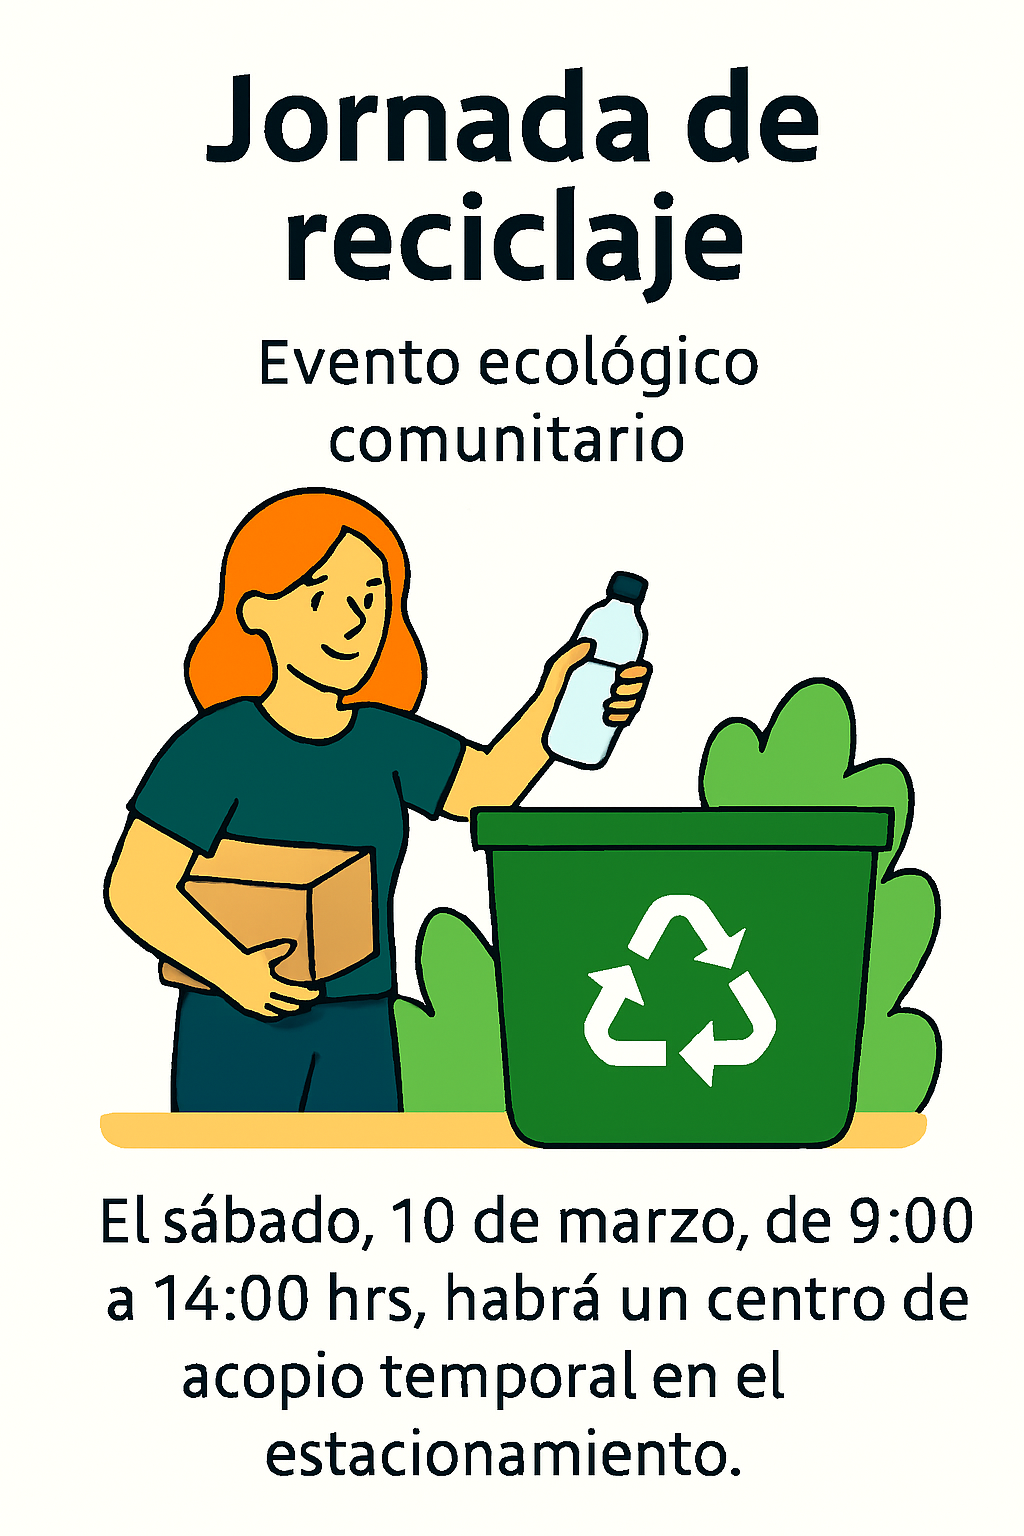 Jornada de
reciclaje
Evento ecológico
comunitario
El sábado, 10 de marzo, de 9:00
a 14:00 hrs, habrá un centro de
acopio temporal en el
estacionamiento.